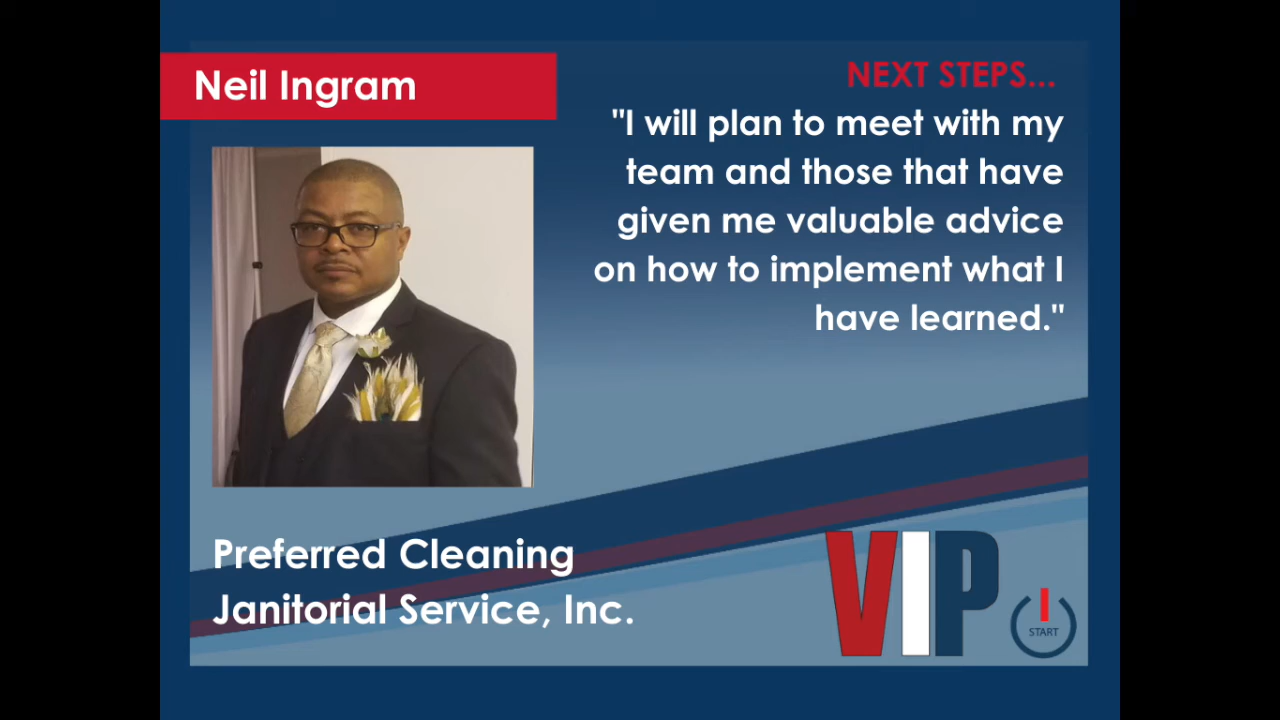 Neil Ingram
NEXT STEPS...
"I will plan to meet with my
team and those that have
given me valuable advice
on how to implement what I
have learned."
Preferred Cleaning
Janitorial Service, Inc.
VIP
START